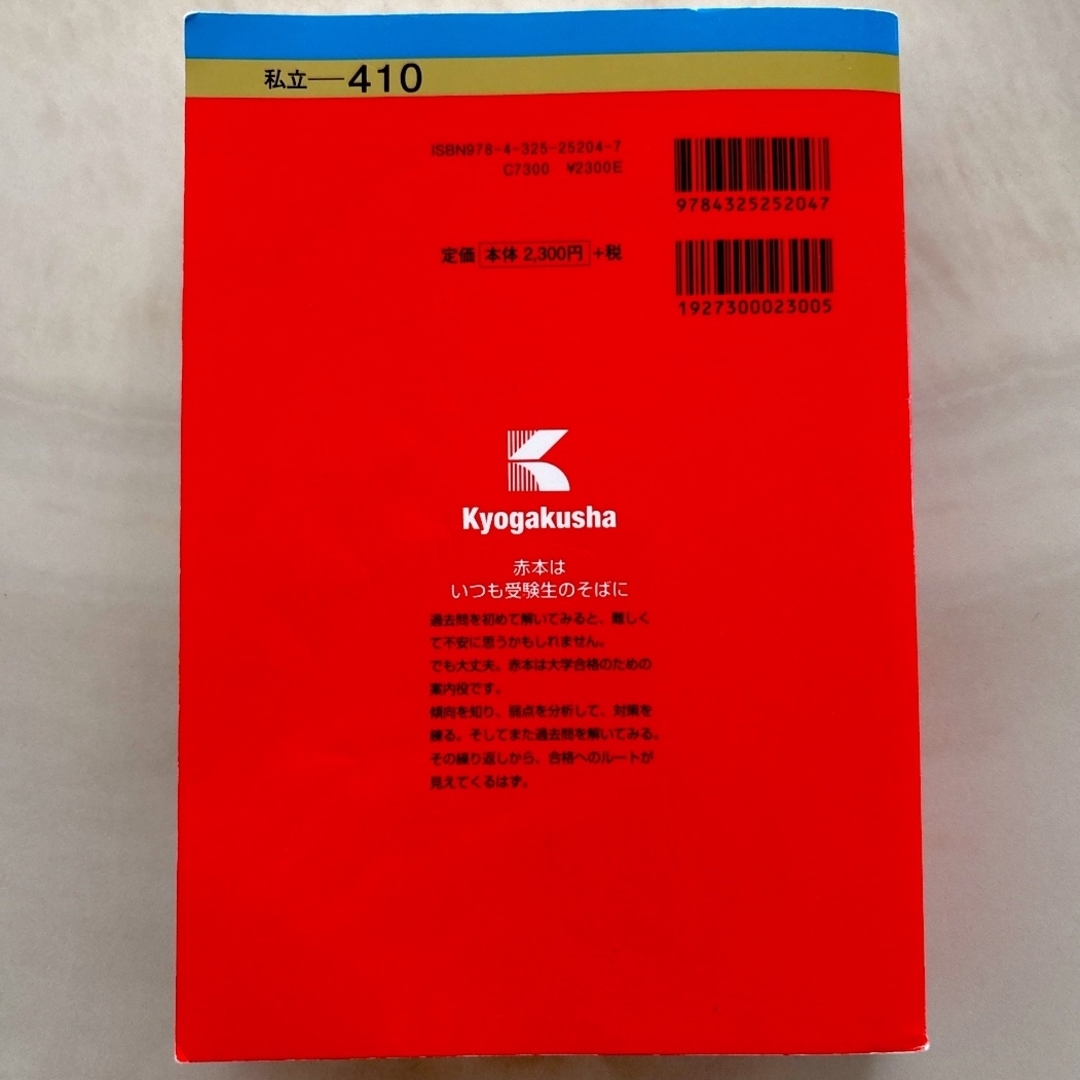 私立―410
ISBN978-4-325-25204-7
C7300 ¥2300E
9784325252047
定価 本体 2,300円 +税
1927300023005
Kyogakusha
赤本は
いつも受験生のそばに
過去問を初めて解いてみると、難しく
て不安に思うかもしれません。
でも大丈夫。赤本は大学合格のための
案内役です。
傾向を知り、弱点を分析して、対策を
練る。そしてまた過去問を解いてみる。
その繰り返しから、合格へのルートが
見えてくるはず。